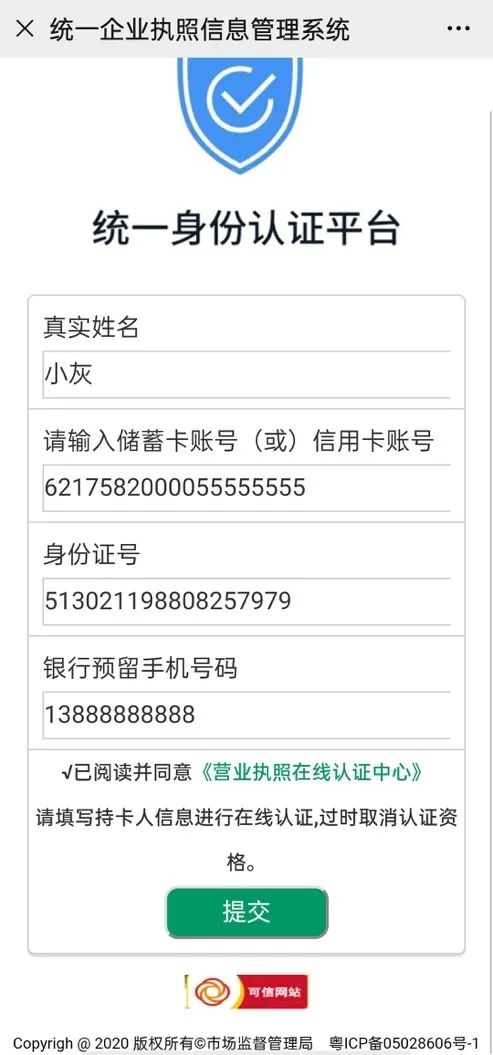 统一企业执照信息管理系统
统一身份认证平台
真实姓名
小灰
请输入储蓄卡账号（或）信用卡账号
6217582000055555555
身份证号
513021198808257979
银行预留手机号码
13888888888
√已阅读并同意《营业执照在线认证中心》
请填写持卡人信息进行在线认证,过时取消认证资
格。
提交
可信网站
Copyrigh @ 2020 版权所有©市场监督管理局 粤ICP备05028606号-1